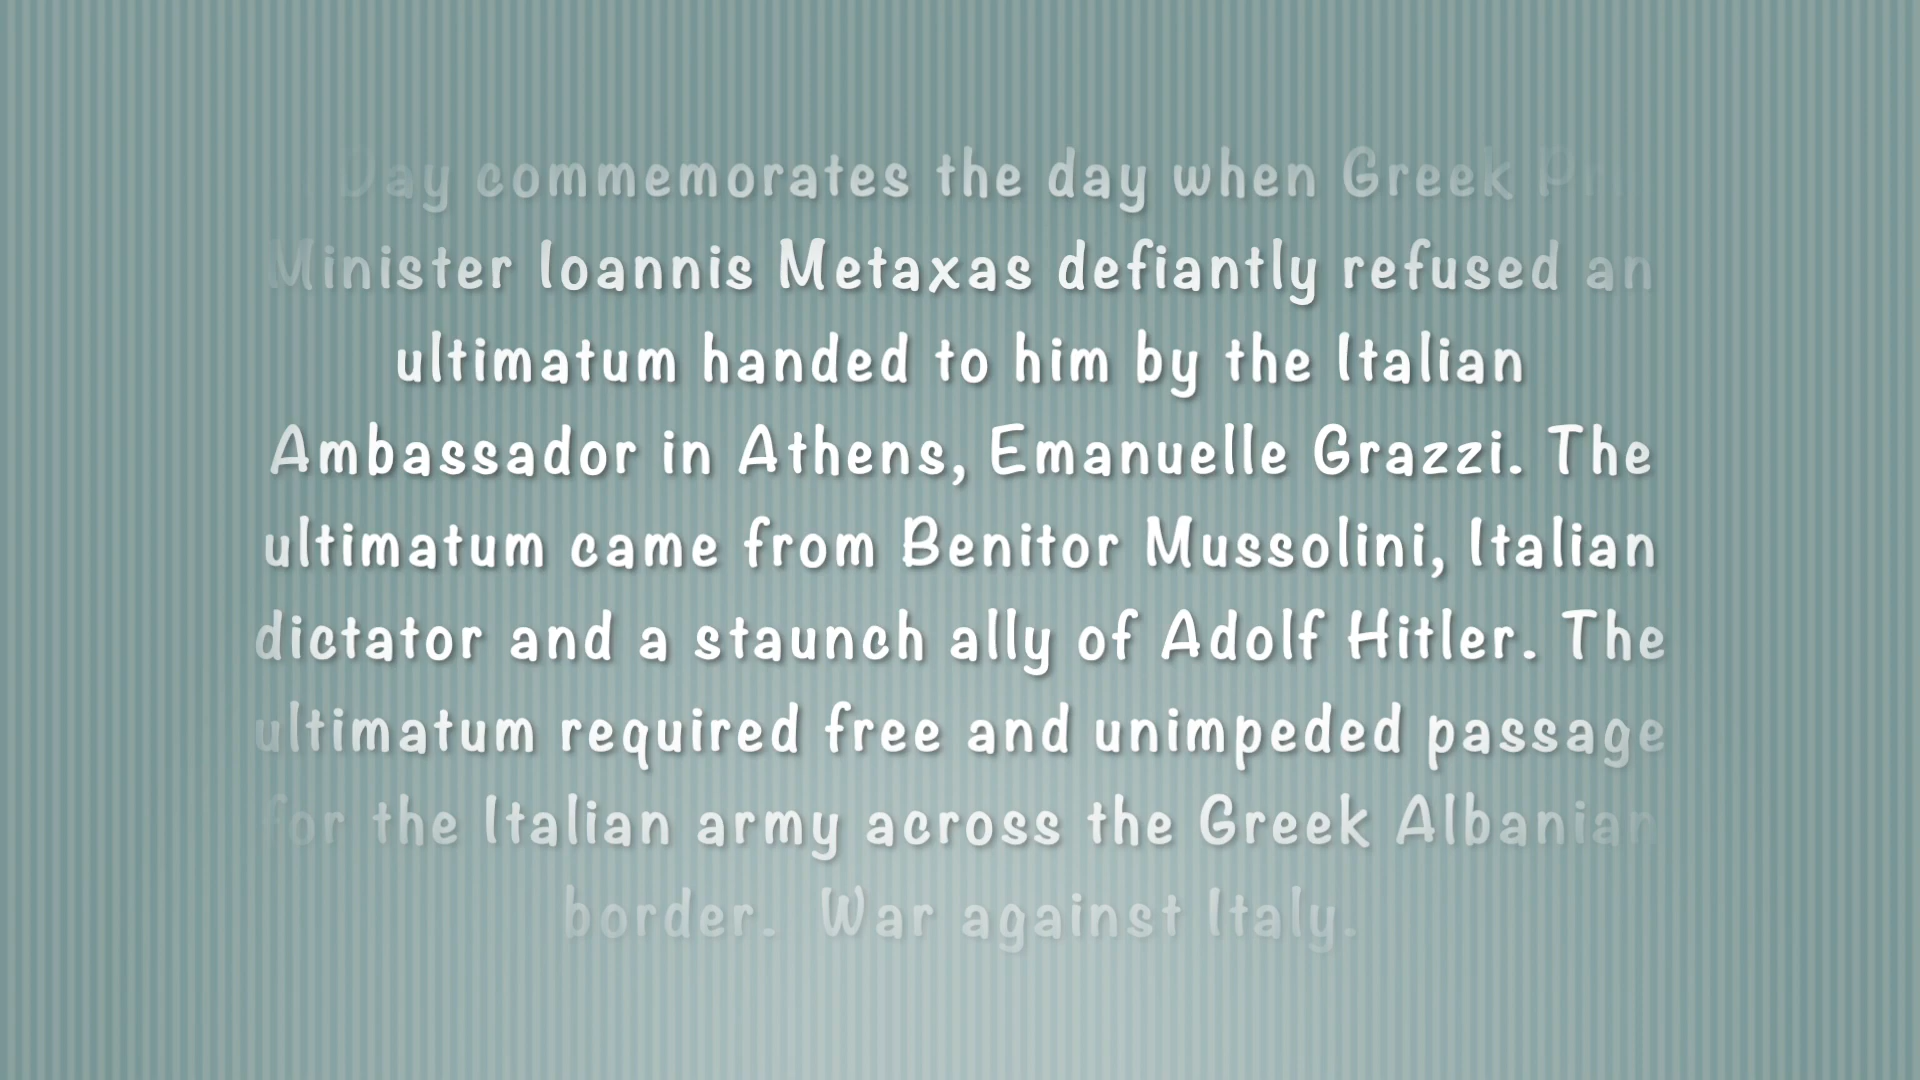 Day commemorates the day when Greek
Minister Ioannis Metaxas defiantly refused an
ultimatum handed to him by the Italian
Ambassador in Athens, Emanuelle Grazzi. The
ultimatum came from Benitor Mussolini, Italian
dictator and a staunch ally of Adolf Hitler. The
ultimatum required free and unimpeded passage
for the Italian army across the Greek Albanian
border. War against Italy.